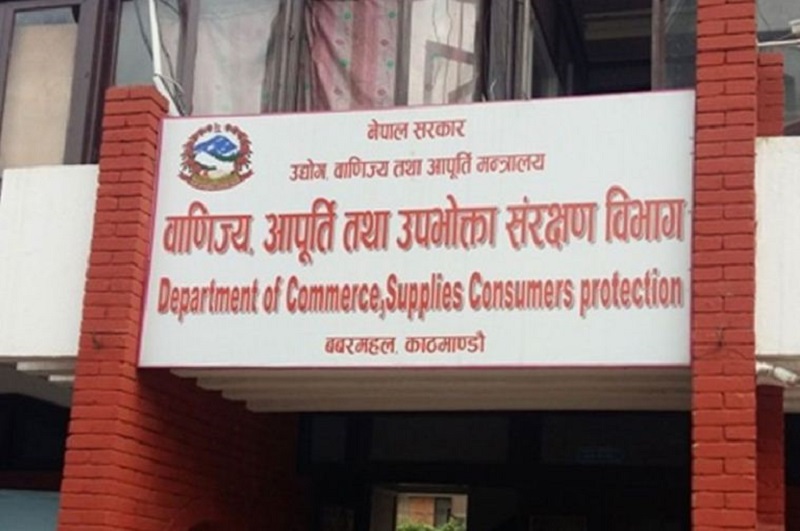 नेपाल सरकार
उद्योग, वाणिज्य तथा आपूर्ति मन्त्रालय
वाणिज्य, आपूर्ति तथा उपभोक्ता संरक्षण विभाग
Department of Commerce,Supplies Consumers protection
बबरमहल, काठमाण्डौ